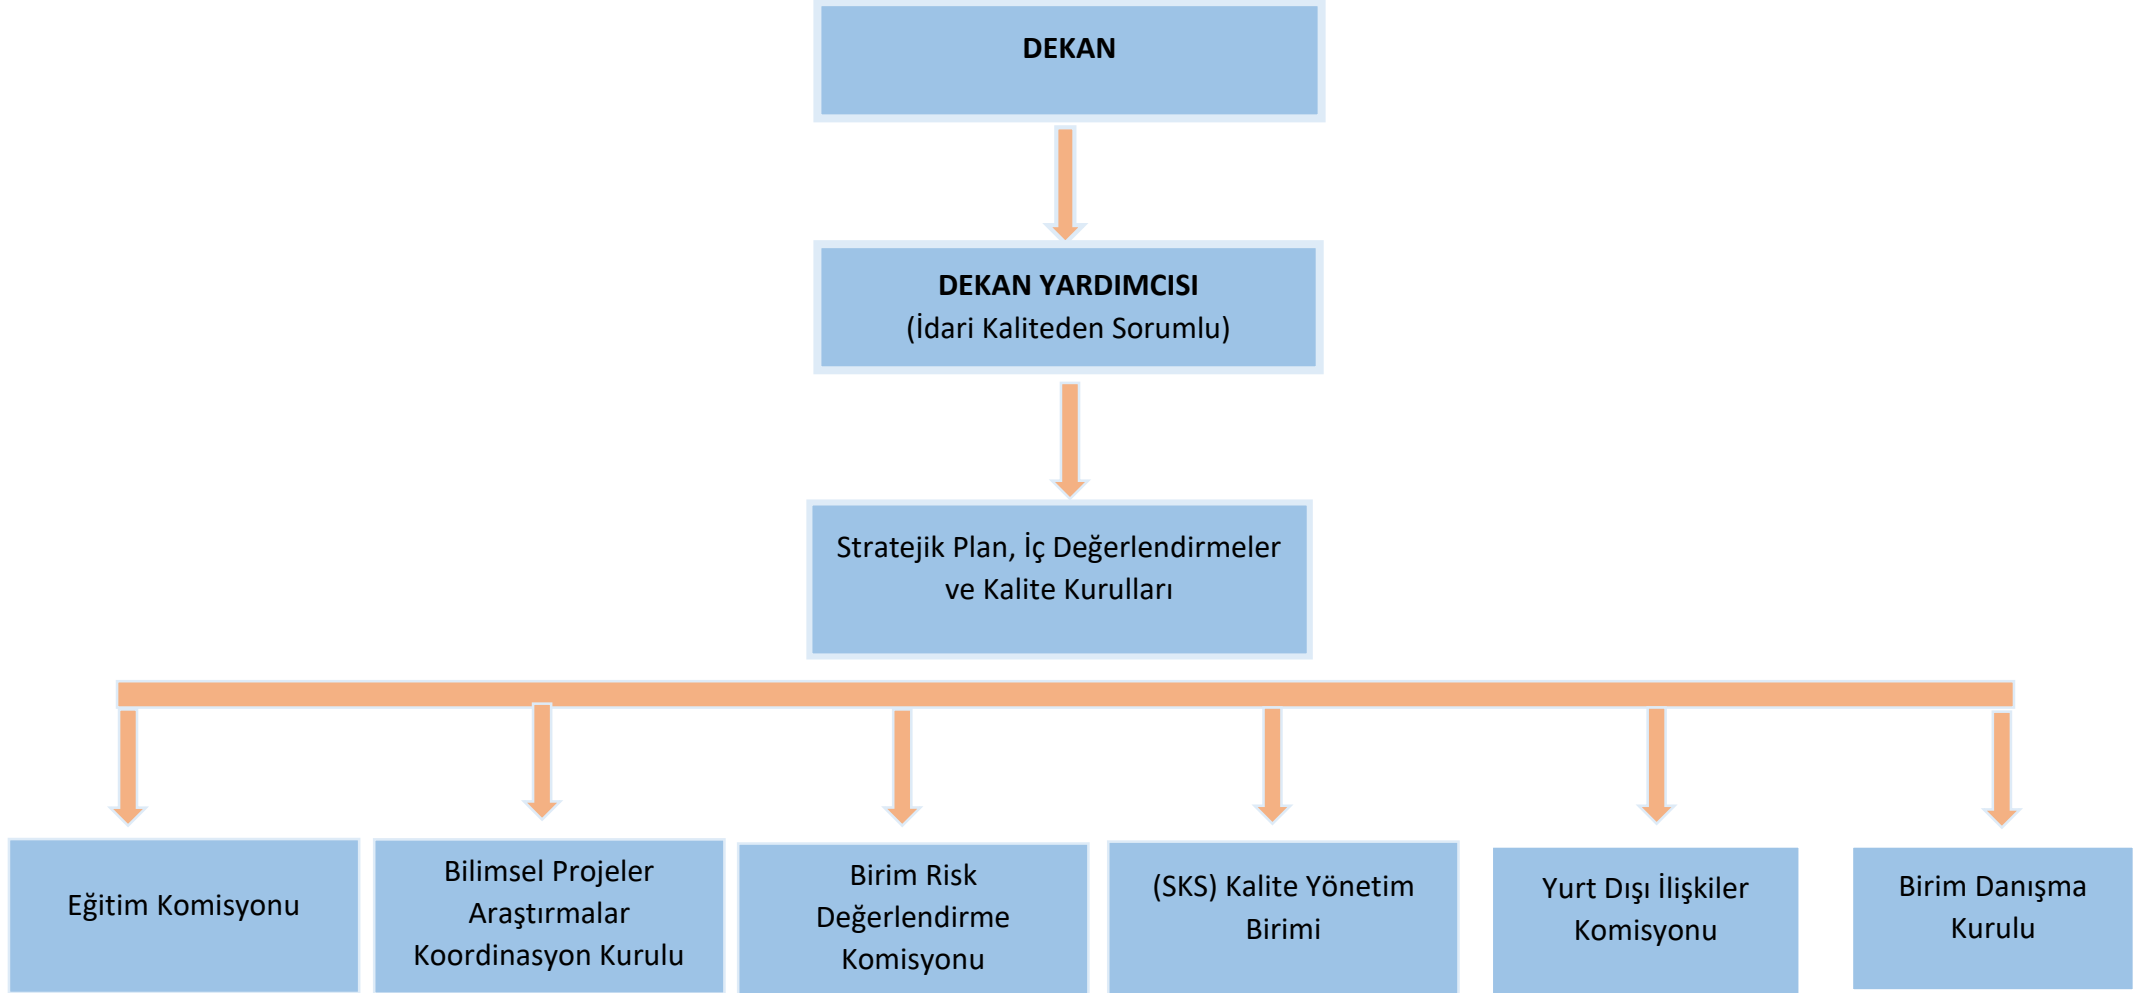 DEKAN
DEKAN YARDIMCISI
(İdari Kaliteden Sorumlu)
Stratejik Plan, İç Değerlendirmeler
ve Kalite Kurulları
Eğitim Komisyonu
Bilimsel Projeler
Araştırmalar
Koordinasyon Kurulu
Birim Risk
Değerlendirme
Komisyonu
(SKS) Kalite Yönetim
Birimi
Yurt Dışı İlişkiler
Komisyonu
Birim Danışma
Kurulu